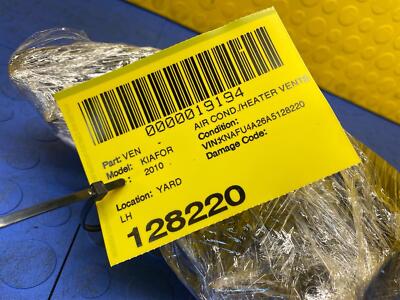 0000019194
Part: VEN AIR COND./HEATER VENTS
Model: KIAFOR Condition:
: 2010 VIN:KNAFU4A26A5128220
Damage Code:
Location: YARD
LH
128220